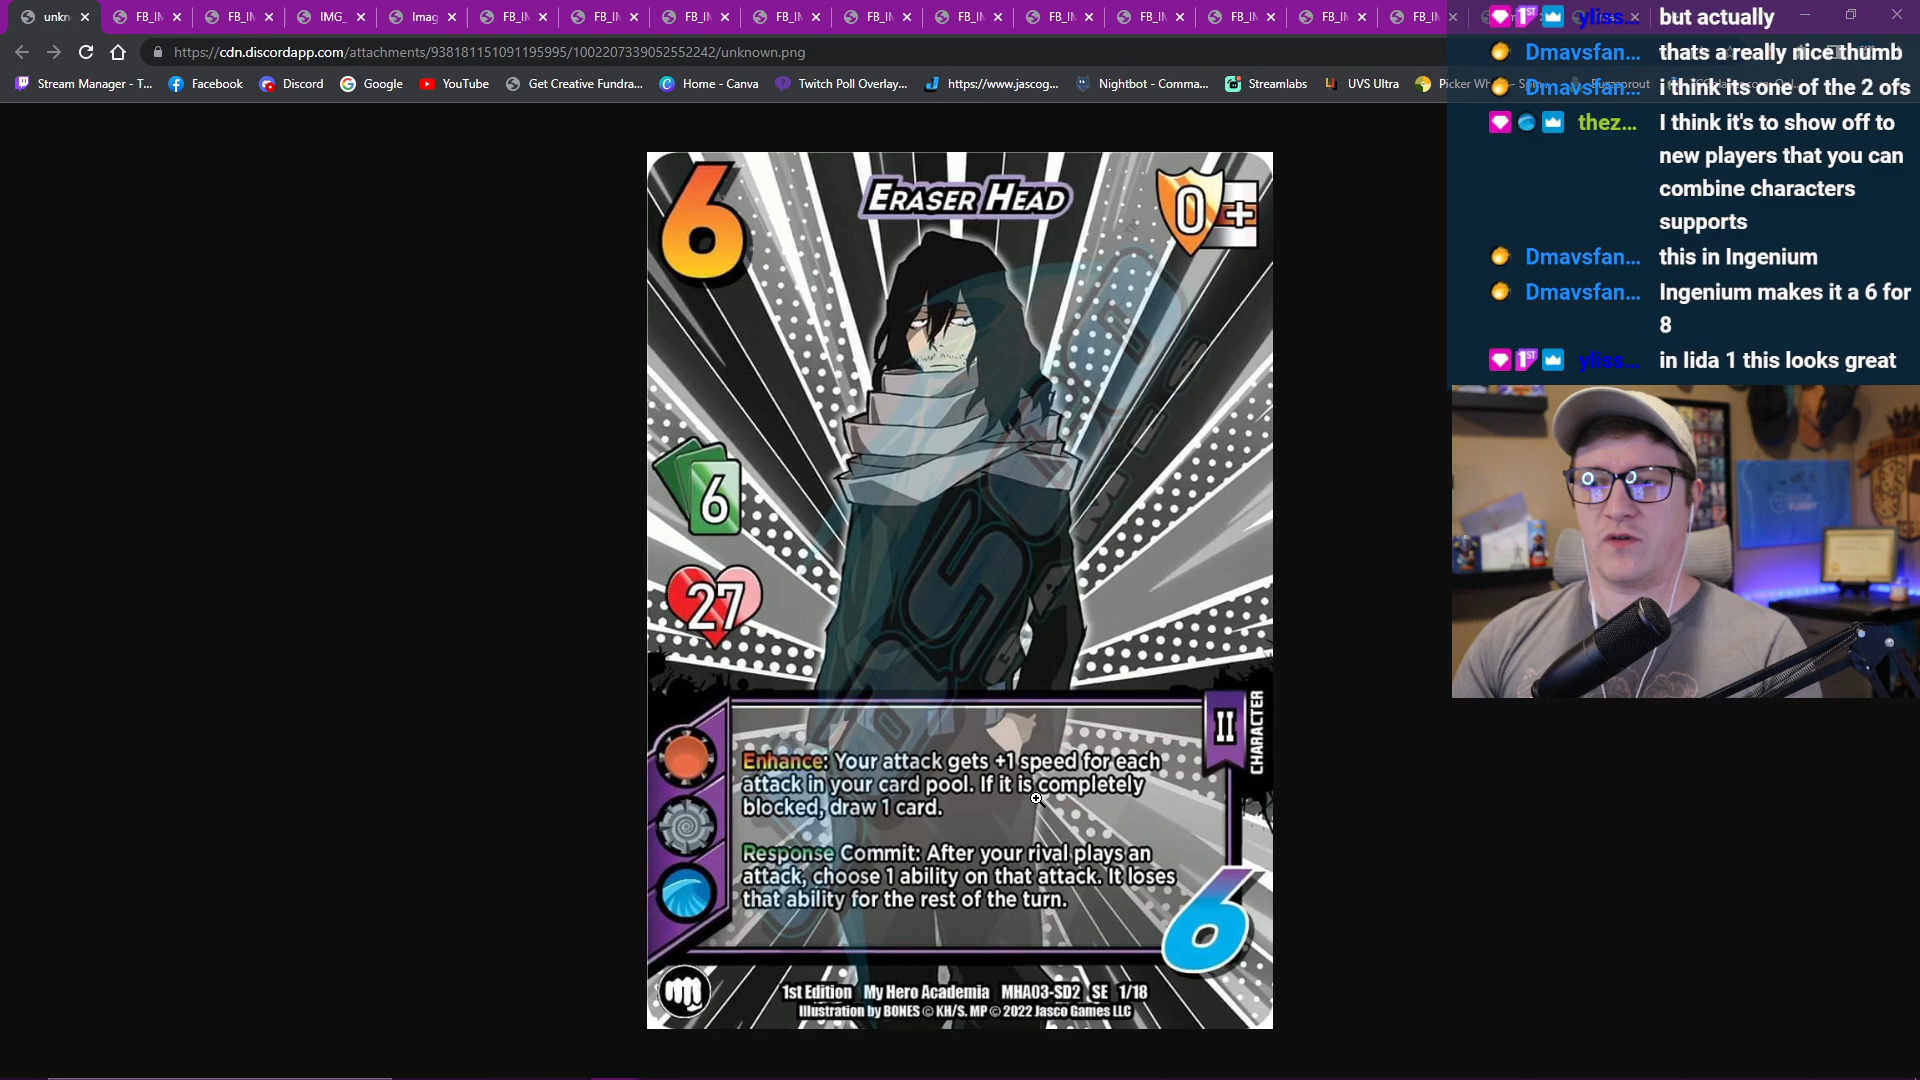 unkn
FB_IN
FB_IN
IMG_
Imag
FB_IN
FB_IN
FB_IN
FB_IN
FB_IN
FB_IN
FB_IN
FB_IN
FB_IN
FB_IN
FB_IN
https://cdn.discordapp.com/attachments/938181151091195995/1002207339052552242/unknown.png
Stream Manager - T...
Facebook
Discord
Google
YouTube
Get Creative Fundra...
Home - Canva
Twitch Poll Overlay...
https://www.jascog...
Nightbot - Comma...
Streamlabs
UVS Ultra
Picker Wh
yliss... but actually
Dmavsfan... thats a really nice thumb
Dmavsfan... i think its one of the 2 ofs
thez... I think it's to show off to
new players that you can
combine characters
supports
Dmavsfan... this in Ingenium
Dmavsfan... Ingenium makes it a 6 for
8
yliss... in Iida 1 this looks great
6
ERASER HEAD
0 +
6
27
II
CHARACTER
Enhance: Your attack gets +1 speed for each
attack in your card pool. If it is completely
blocked, draw 1 card.
Response Commit: After your rival plays an
attack, choose 1 ability on that attack. It loses
that ability for the rest of the turn.
6
1st Edition My Hero Academia MHA03-SD2 SE 1/18
Illustration by BONES © KH/S. MP © 2022 Jasco Games LLC